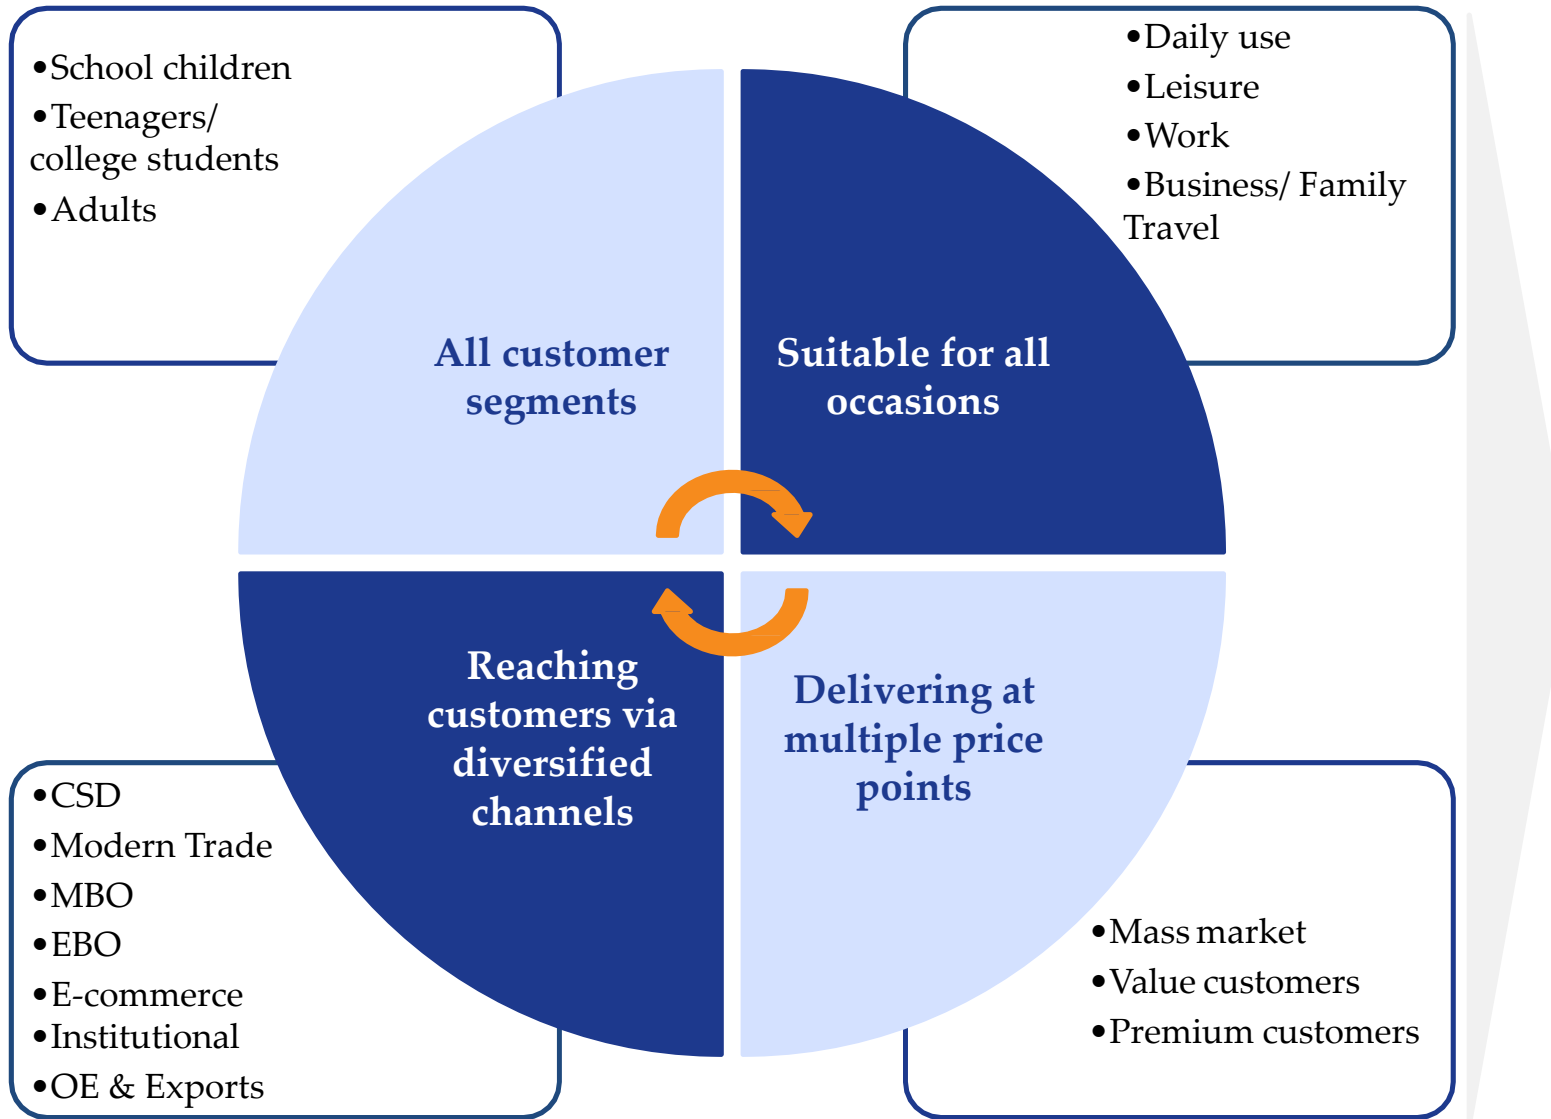 •School children
•Teenagers/
college students
•Adults
•Daily use
•Leisure
•Work
•Business/ Family
Travel
All customer
segments
Suitable for all
occasions
Reaching
customers via
diversified
channels
Delivering at
multiple price
points
•CSD
•Modern Trade
•MBO
•EBO
•E-commerce
•Institutional
•OE & Exports
•Mass market
•Value customers
•Premium customers